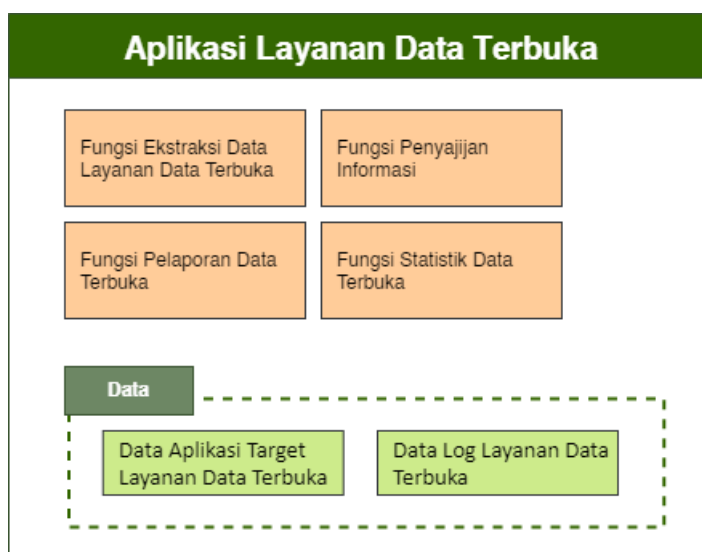 Aplikasi Layanan Data Terbuka
Fungsi Ekstraksi Data
Layanan Data Terbuka
Fungsi Penyajijan
Informasi
Fungsi Pelaporan Data
Terbuka
Fungsi Statistik Data
Terbuka
Data
Data Aplikasi Target
Layanan Data Terbuka
Data Log Layanan Data
Terbuka